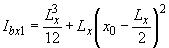 I_{bx1} = \frac{L_x^3}{12} + L_x \left( x_0 - \frac{L_x}{2} \right)^2